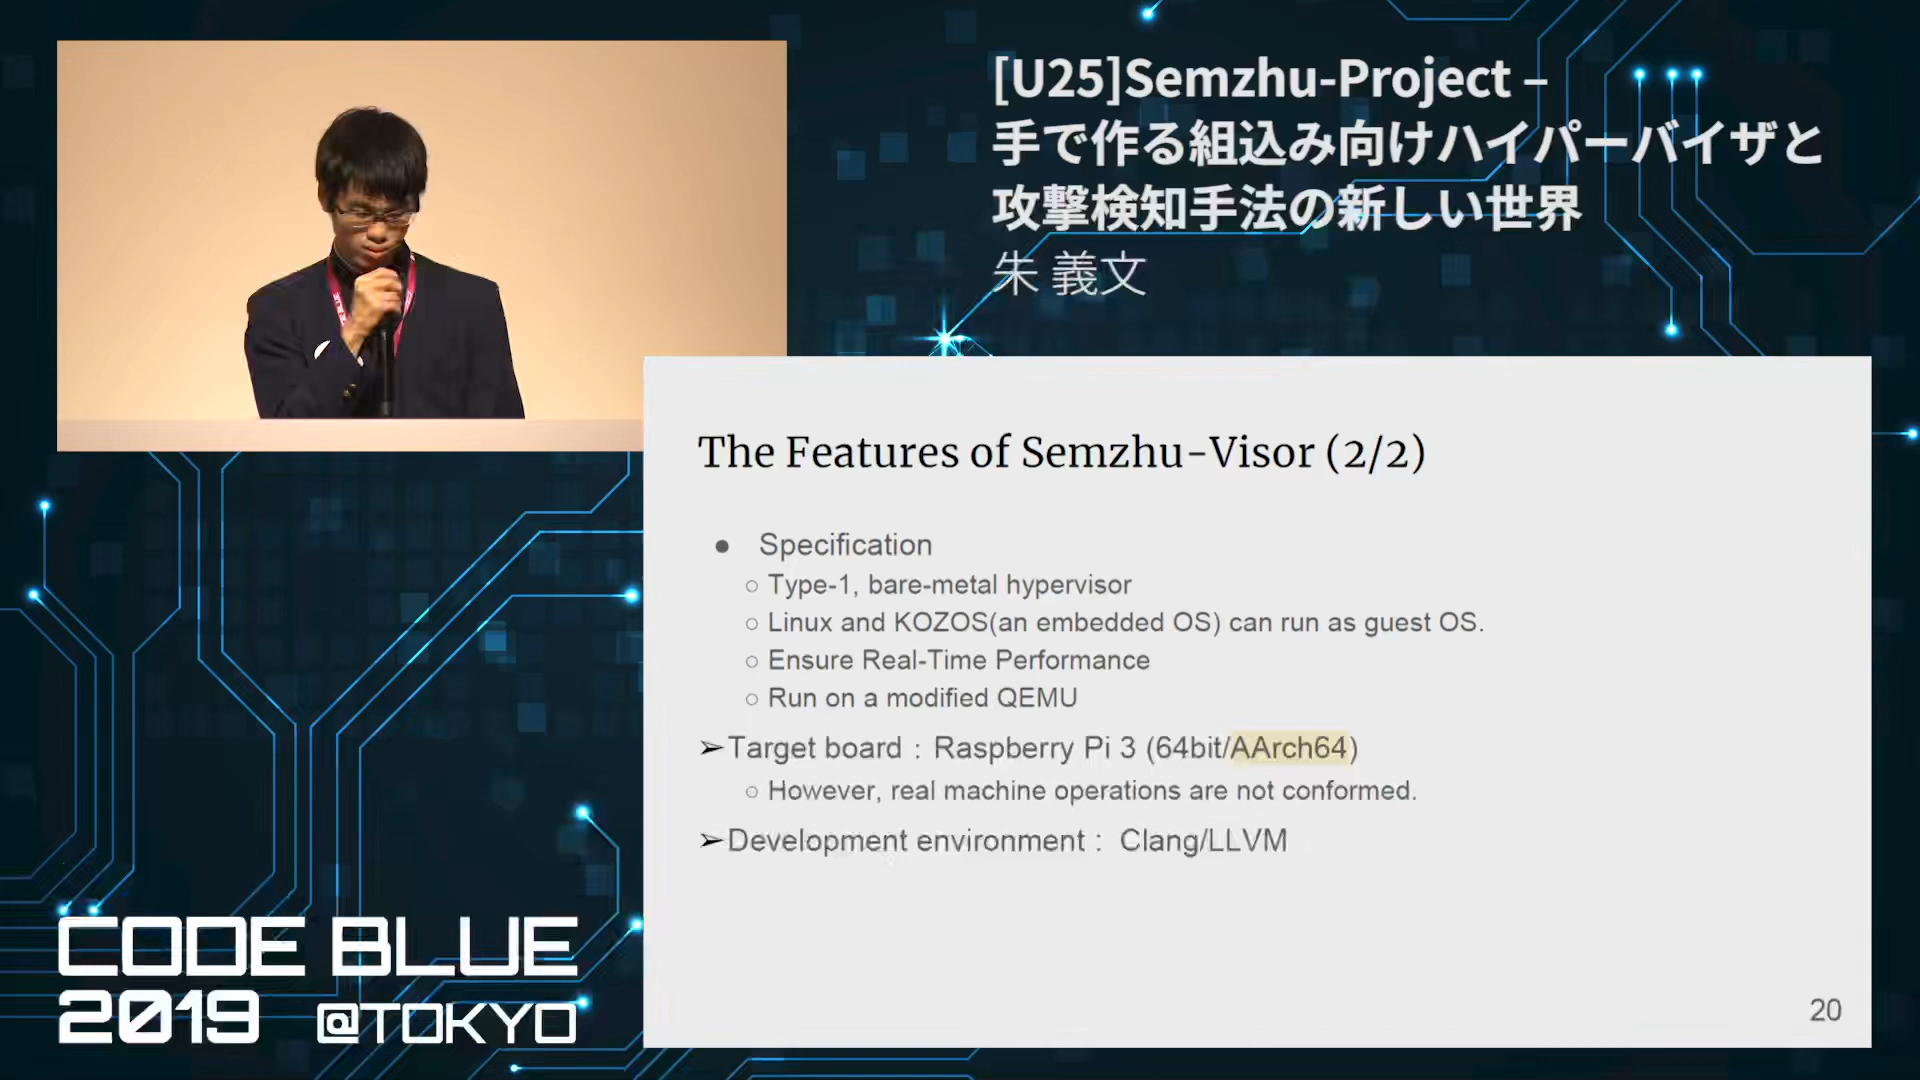 [U25]Semzhu-Project –
手で作る組込み向けハイパーバイザと
攻撃検知手法の新しい世界
朱 義文
The Features of Semzhu-Visor (2/2)
● Specification
○ Type-1, bare-metal hypervisor
○ Linux and KOZOS(an embedded OS) can run as guest OS.
○ Ensure Real-Time Performance
○ Run on a modified QEMU
➢Target board : Raspberry Pi 3 (64bit/AArch64)
○ However, real machine operations are not conformed.
➢Development environment : Clang/LLVM
20
CODE BLUE
2019 @TOKYO